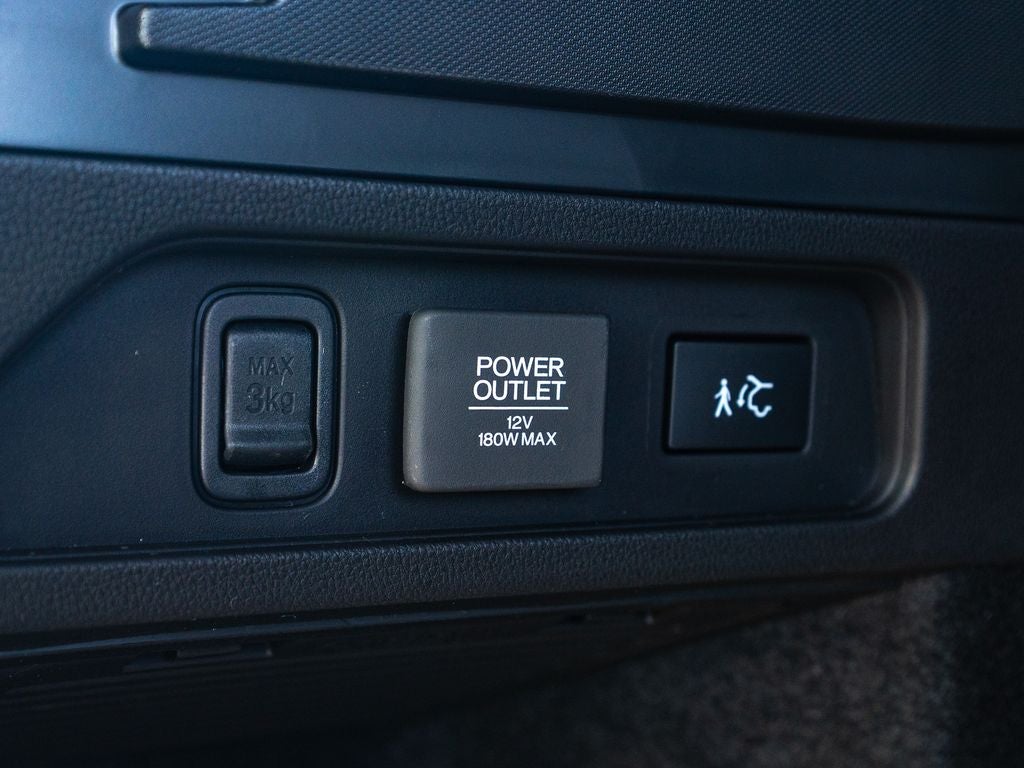 MAX
3kg
POWER
OUTLET
12V
180W MAX